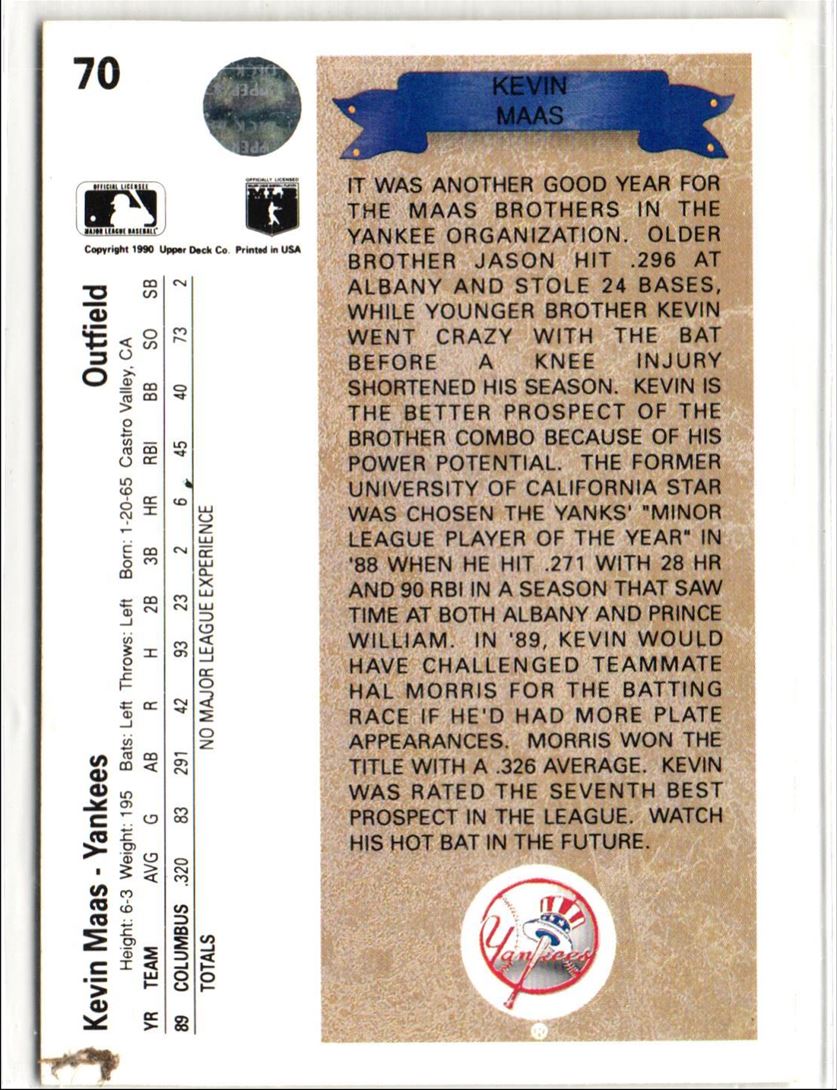 70
OFFICIAL LICENSEE
MAJOR LEAGUE BASEBALL
OFFICIALLY LICENSED
Copyright 1990 Upper Deck Co. Printed in USA
Kevin Maas - Yankees Outfield
Height: 6-3 Weight: 195 Bats: Left Throws: Left Born: 1-20-65 Castro Valley, CA
YR TEAM AVG G AB R H 2B 3B HR RBI BB SO SB
89 COLUMBUS .320 83 291 42 93 23 2 6 45 40 73 2
TOTALS NO MAJOR LEAGUE EXPERIENCE
KEVIN
MAAS
IT WAS ANOTHER GOOD YEAR FOR
THE MAAS BROTHERS IN THE
YANKEE ORGANIZATION. OLDER
BROTHER JASON HIT .296 AT
ALBANY AND STOLE 24 BASES,
WHILE YOUNGER BROTHER KEVIN
WENT CRAZY WITH THE BAT
BEFORE A KNEE INJURY
SHORTENED HIS SEASON. KEVIN IS
THE BETTER PROSPECT OF THE
BROTHER COMBO BECAUSE OF HIS
POWER POTENTIAL. THE FORMER
UNIVERSITY OF CALIFORNIA STAR
WAS CHOSEN THE YANKS' "MINOR
LEAGUE PLAYER OF THE YEAR" IN
'88 WHEN HE HIT .271 WITH 28 HR
AND 90 RBI IN A SEASON THAT SAW
TIME AT BOTH ALBANY AND PRINCE
WILLIAM. IN '89, KEVIN WOULD
HAVE CHALLENGED TEAMMATE
HAL MORRIS FOR THE BATTING
RACE IF HE'D HAD MORE PLATE
APPEARANCES. MORRIS WON THE
TITLE WITH A .326 AVERAGE. KEVIN
WAS RATED THE SEVENTH BEST
PROSPECT IN THE LEAGUE. WATCH
HIS HOT BAT IN THE FUTURE.
Yankees
®